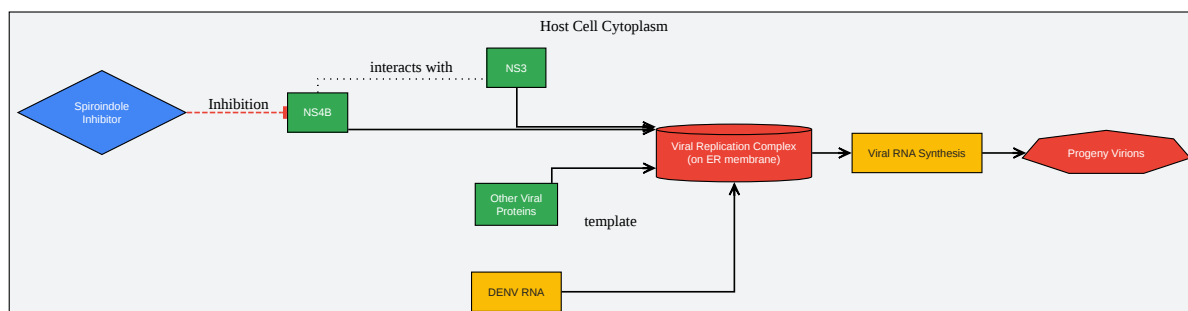 Host Cell Cytoplasm
interacts with
NS3
Spiroindole
Inhibitor
Inhibition
NS4B
Viral Replication Complex
(on ER membrane)
Viral RNA Synthesis
Progeny Virions
Other Viral
Proteins
template
DENV RNA